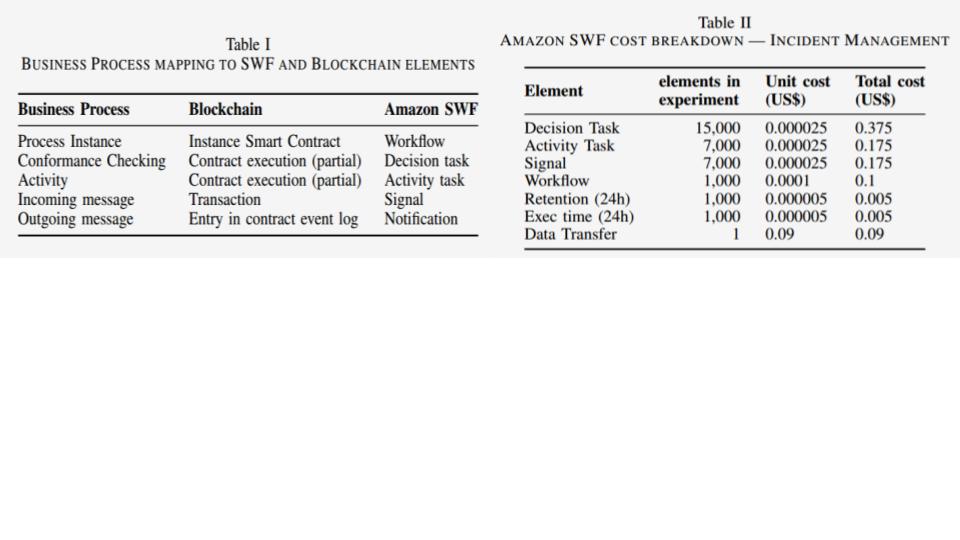 Table I
BUSINESS PROCESS MAPPING TO SWF AND BLOCKCHAIN ELEMENTS
Business Process Blockchain Amazon SWF
Process Instance Instance Smart Contract Workflow
Conformance Checking Contract execution (partial) Decision task
Activity Contract execution (partial) Activity task
Incoming message Transaction Signal
Outgoing message Entry in contract event log Notification
Table II
AMAZON SWF COST BREAKDOWN — INCIDENT MANAGEMENT
Element elements in experiment Unit cost (US$) Total cost (US$)
Decision Task 15,000 0.000025 0.375
Activity Task 7,000 0.000025 0.175
Signal 7,000 0.000025 0.175
Workflow 1,000 0.0001 0.1
Retention (24h) 1,000 0.000005 0.005
Exec time (24h) 1,000 0.000005 0.005
Data Transfer 1 0.09 0.09